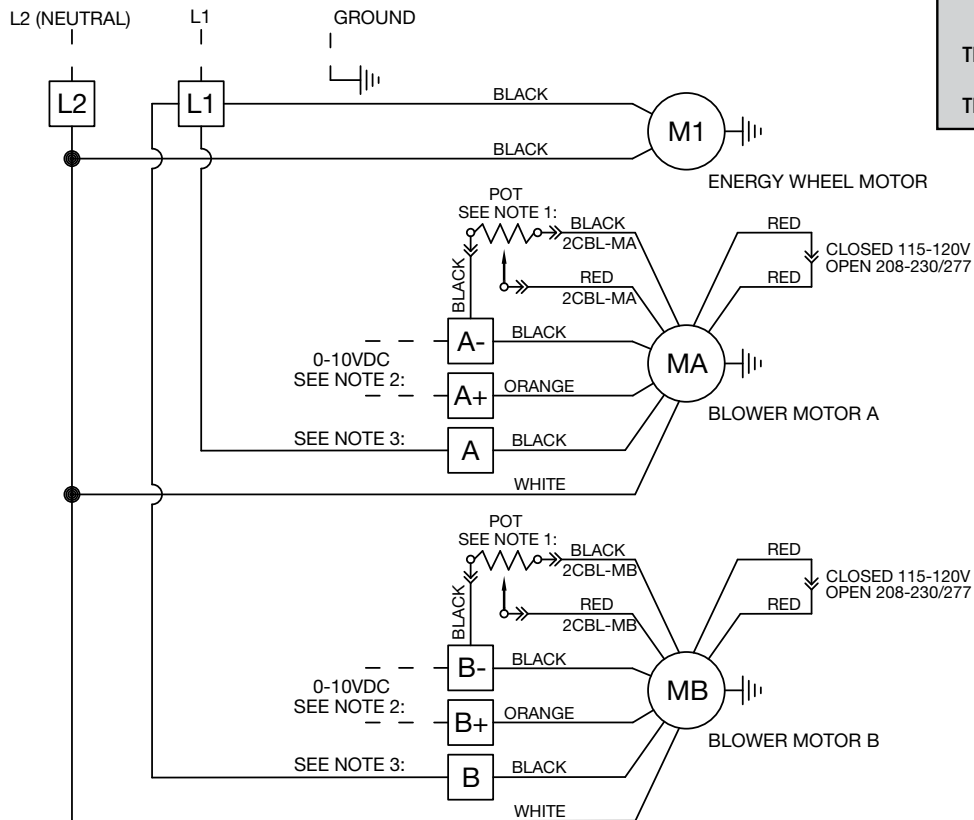 L2 (NEUTRAL)
L1
GROUND
L2
L1
BLACK
M1
BLACK
ENERGY WHEEL MOTOR
POT
SEE NOTE 1:
BLACK
2CBL-MA
RED
CLOSED 115-120V
OPEN 208-230/277
BLACK
RED
2CBL-MA
RED
A-
BLACK
MA
0-10VDC
SEE NOTE 2:
A+
ORANGE
BLOWER MOTOR A
SEE NOTE 3:
A
BLACK
WHITE
POT
SEE NOTE 1:
BLACK
2CBL-MB
RED
CLOSED 115-120V
OPEN 208-230/277
BLACK
RED
2CBL-MB
RED
B-
BLACK
MB
0-10VDC
SEE NOTE 2:
B+
ORANGE
BLOWER MOTOR B
SEE NOTE 3:
B
BLACK
WHITE